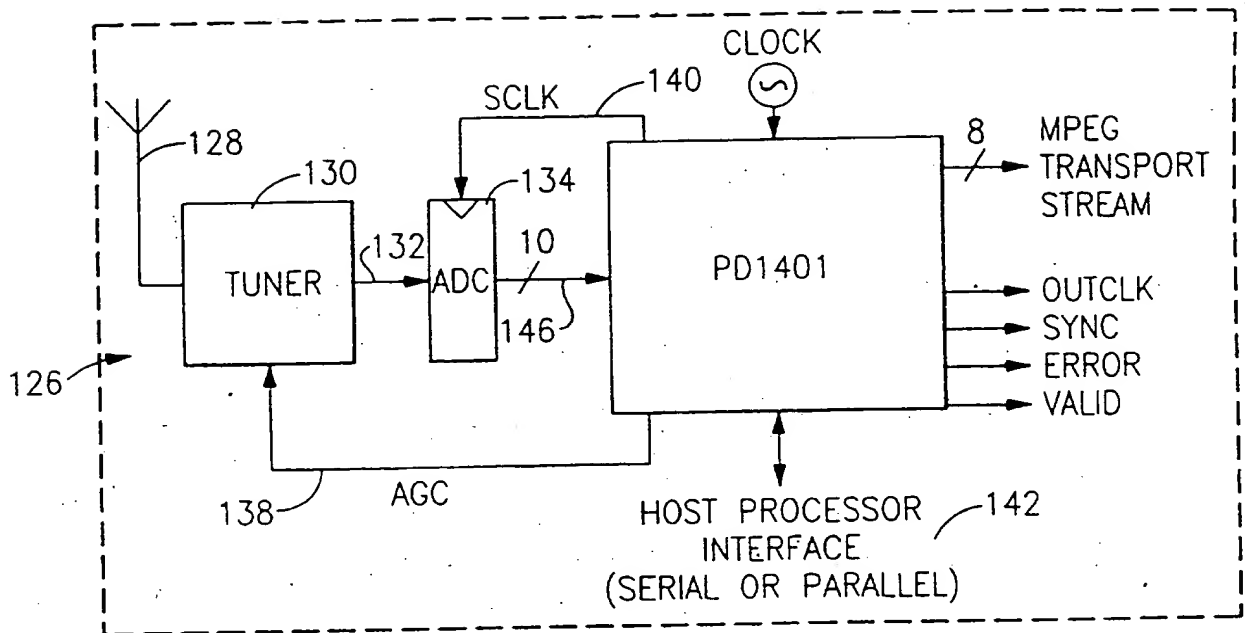 CLOCK
SCLK
140
128
130
134
8
MPEG
TRANSPORT
STREAM
132
10
TUNER
ADC
PD1401
146
OUTCLK
SYNC
ERROR
VALID
126
138
AGC
HOST PROCESSOR
INTERFACE
(SERIAL OR PARALLEL)
142